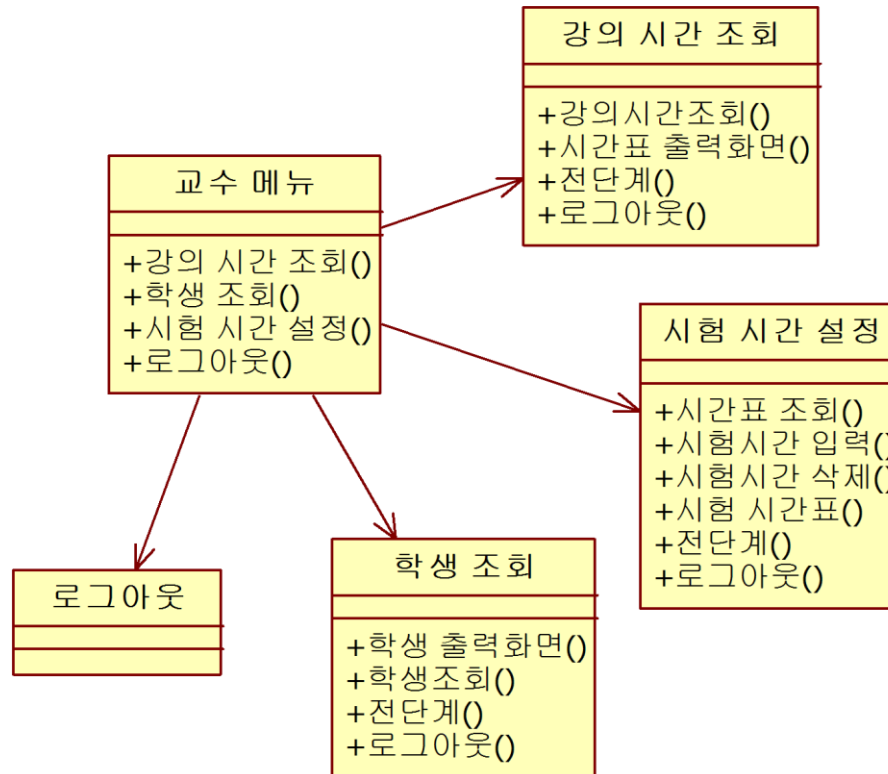 강의 시간 조회
+강의시간조회()
+시간표 출력화면()
+전단계()
+로그아웃()
교수 메뉴
+강의 시간 조회()
+학생 조회()
+시험 시간 설정()
+로그아웃()
시험 시간 설정
+시간표 조회()
+시험시간 입력()
+시험시간 삭제()
+시험 시간표()
+전단계()
+로그아웃()
학생 조회
+학생 출력화면()
+학생조회()
+전단계()
+로그아웃()
로그아웃